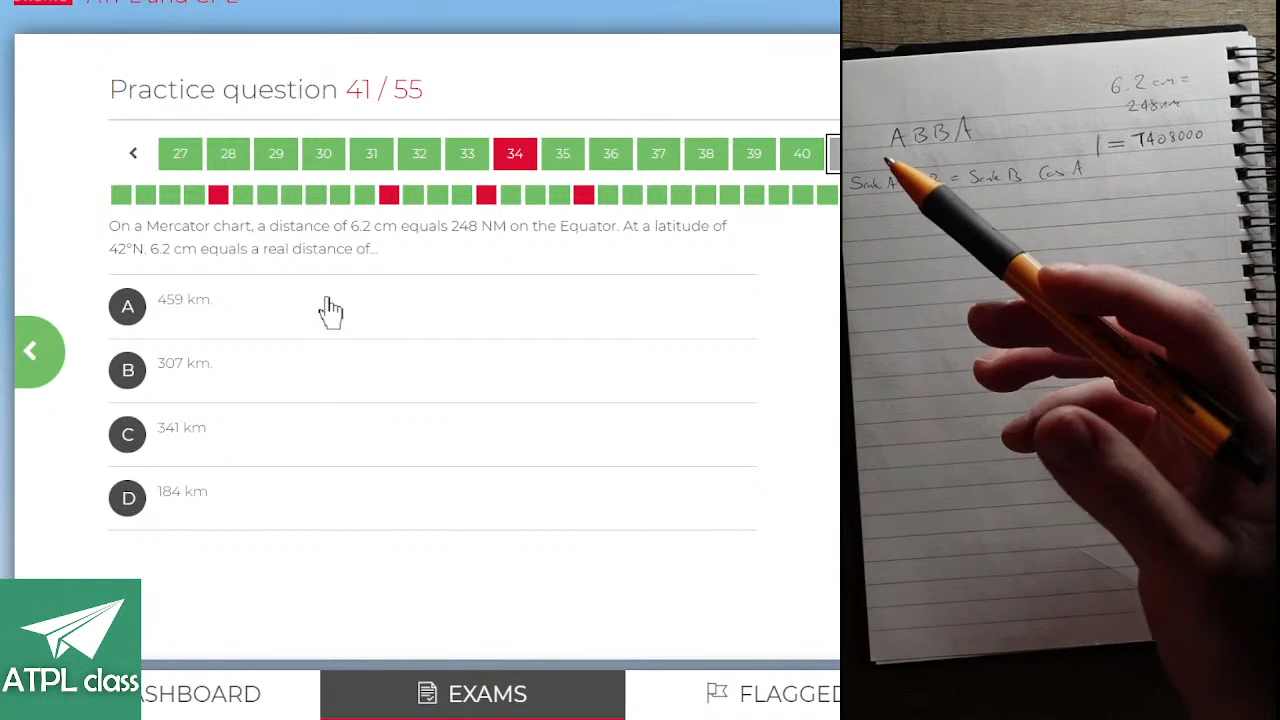 ATPL and CPL
Practice question 41 / 55
27 28 29 30 31 32 33 34 35 36 37 38 39 40
On a Mercator chart, a distance of 6.2 cm equals 248 NM on the Equator. At a latitude of
42°N. 6.2 cm equals a real distance of...
A 459 km.
B 307 km.
C 341 km
D 184 km
ATPL class
ASHBOARD
EXAMS
FLAGGED
6.2 cm =
248nm
ABBA
1 = 7408000
Scale A = Scale B Cos A